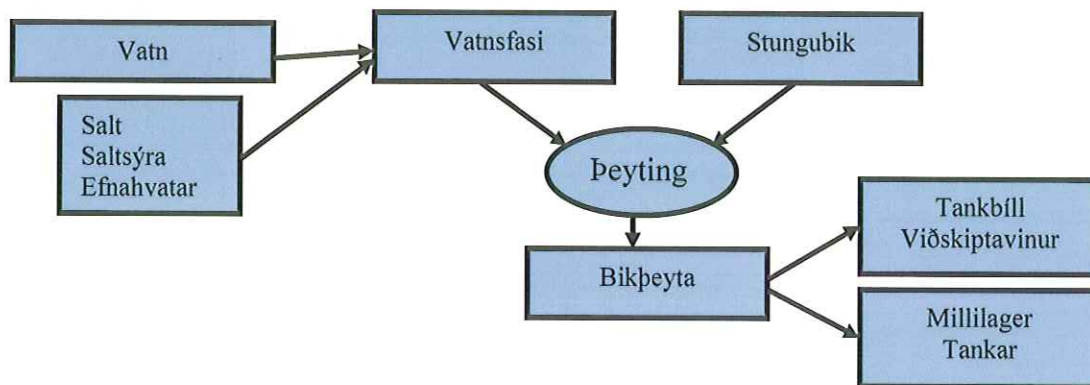 Vatn
Vatnsfasi
Stungubik
Salt
Saltsýra
Efnahvatar
Þeyting
Tankbíll
Viðskiptavinur
Bikþeyta
Millilager
Tankar